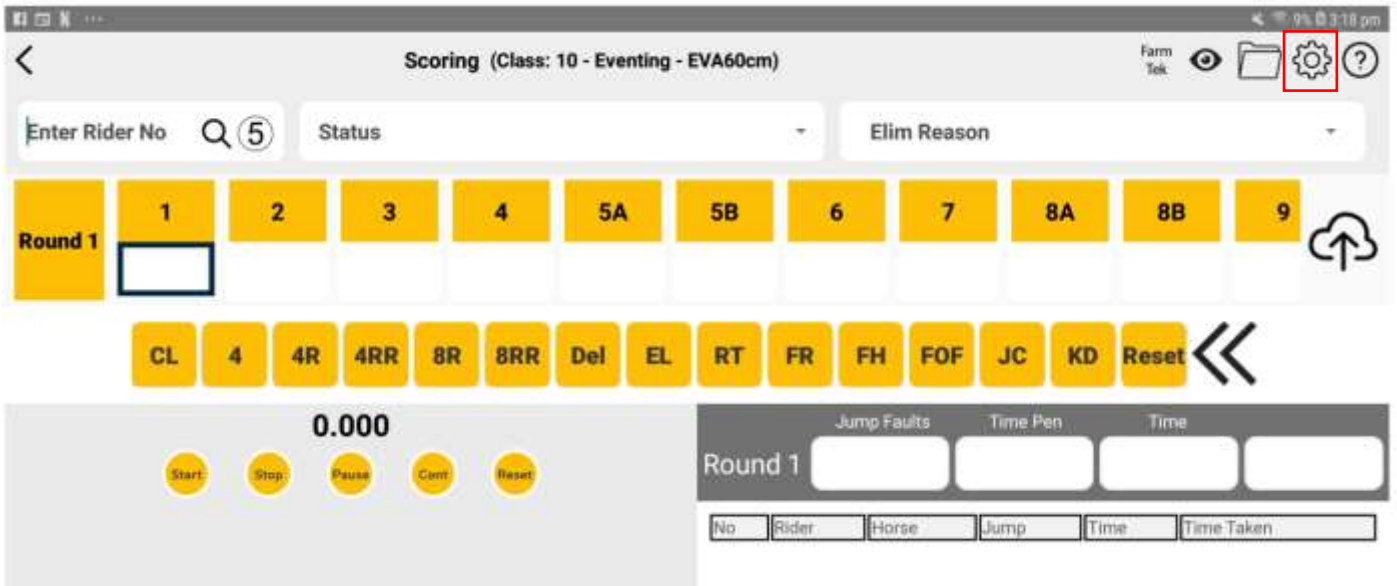 9% 3:18 pm
Scoring (Class: 10 - Eventing - EVA60cm)
Farm
Tek
?
Enter Rider No 5 Status Elim Reason
Round 1 1 2 3 4 5A 5B 6 7 8A 8B 9
CL 4 4R 4RR 8R 8RR Del EL RT FR FH FOF JC KD Reset
0.000
Start Stop Pause Cont Reset
Jump Faults Time Pen Time
Round 1
No Rider Horse Jump Time Time Taken